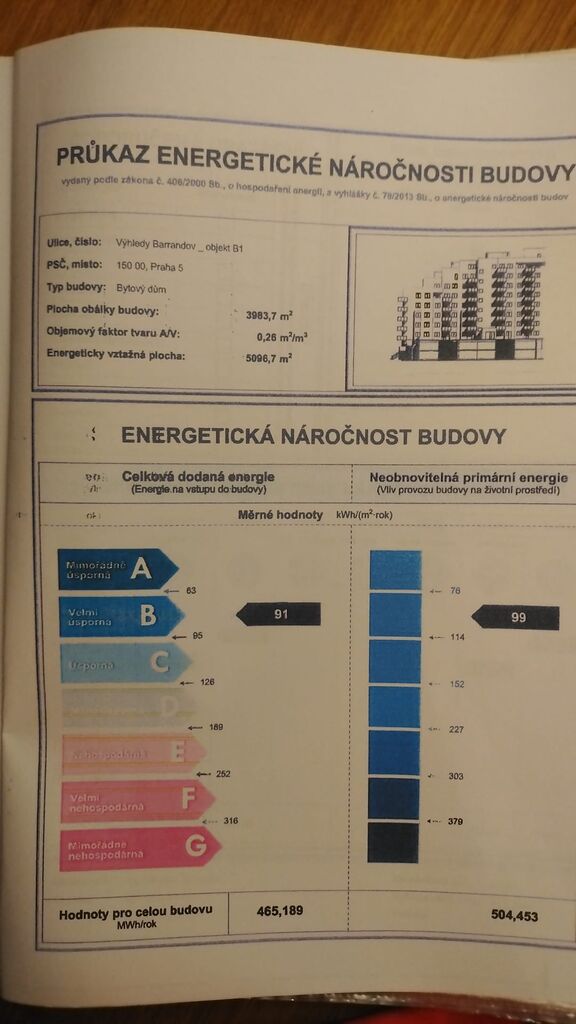 PRŮKAZ ENERGETICKÉ NÁROČNOSTI BUDOVY
vydaný podle zákona č. 406/2000 Sb., o hospodaření energií, a vyhlášky č. 78/2013 Sb., o energetické náročnosti budov
Ulice, číslo: Výhledy Barrandov _ objekt B1
PSČ, místo: 150 00, Praha 5
Typ budovy: Bytový dům
Plocha obálky budovy: 3983,7 m²
Objemový faktor tvaru A/V: 0,26 m²/m³
Energeticky vztažná plocha: 5096,7 m²
ENERGETICKÁ NÁROČNOST BUDOVY
Celková dodaná energie
(Energie na vstupu do budovy)
Neobnovitelná primární energie
(Vliv provozu budovy na životní prostředí)
Měrné hodnoty kWh/(m²·rok)
Mimořádně úsporná A
63
76
Velmi úsporná B
91
99
95
114
Úsporná C
126
152
D
189
227
Nehospodárná E
252
303
Velmi nehospodárná F
316
379
Mimořádně nehospodárná G
Hodnoty pro celou budovu
MWh/rok
465,189
504,453